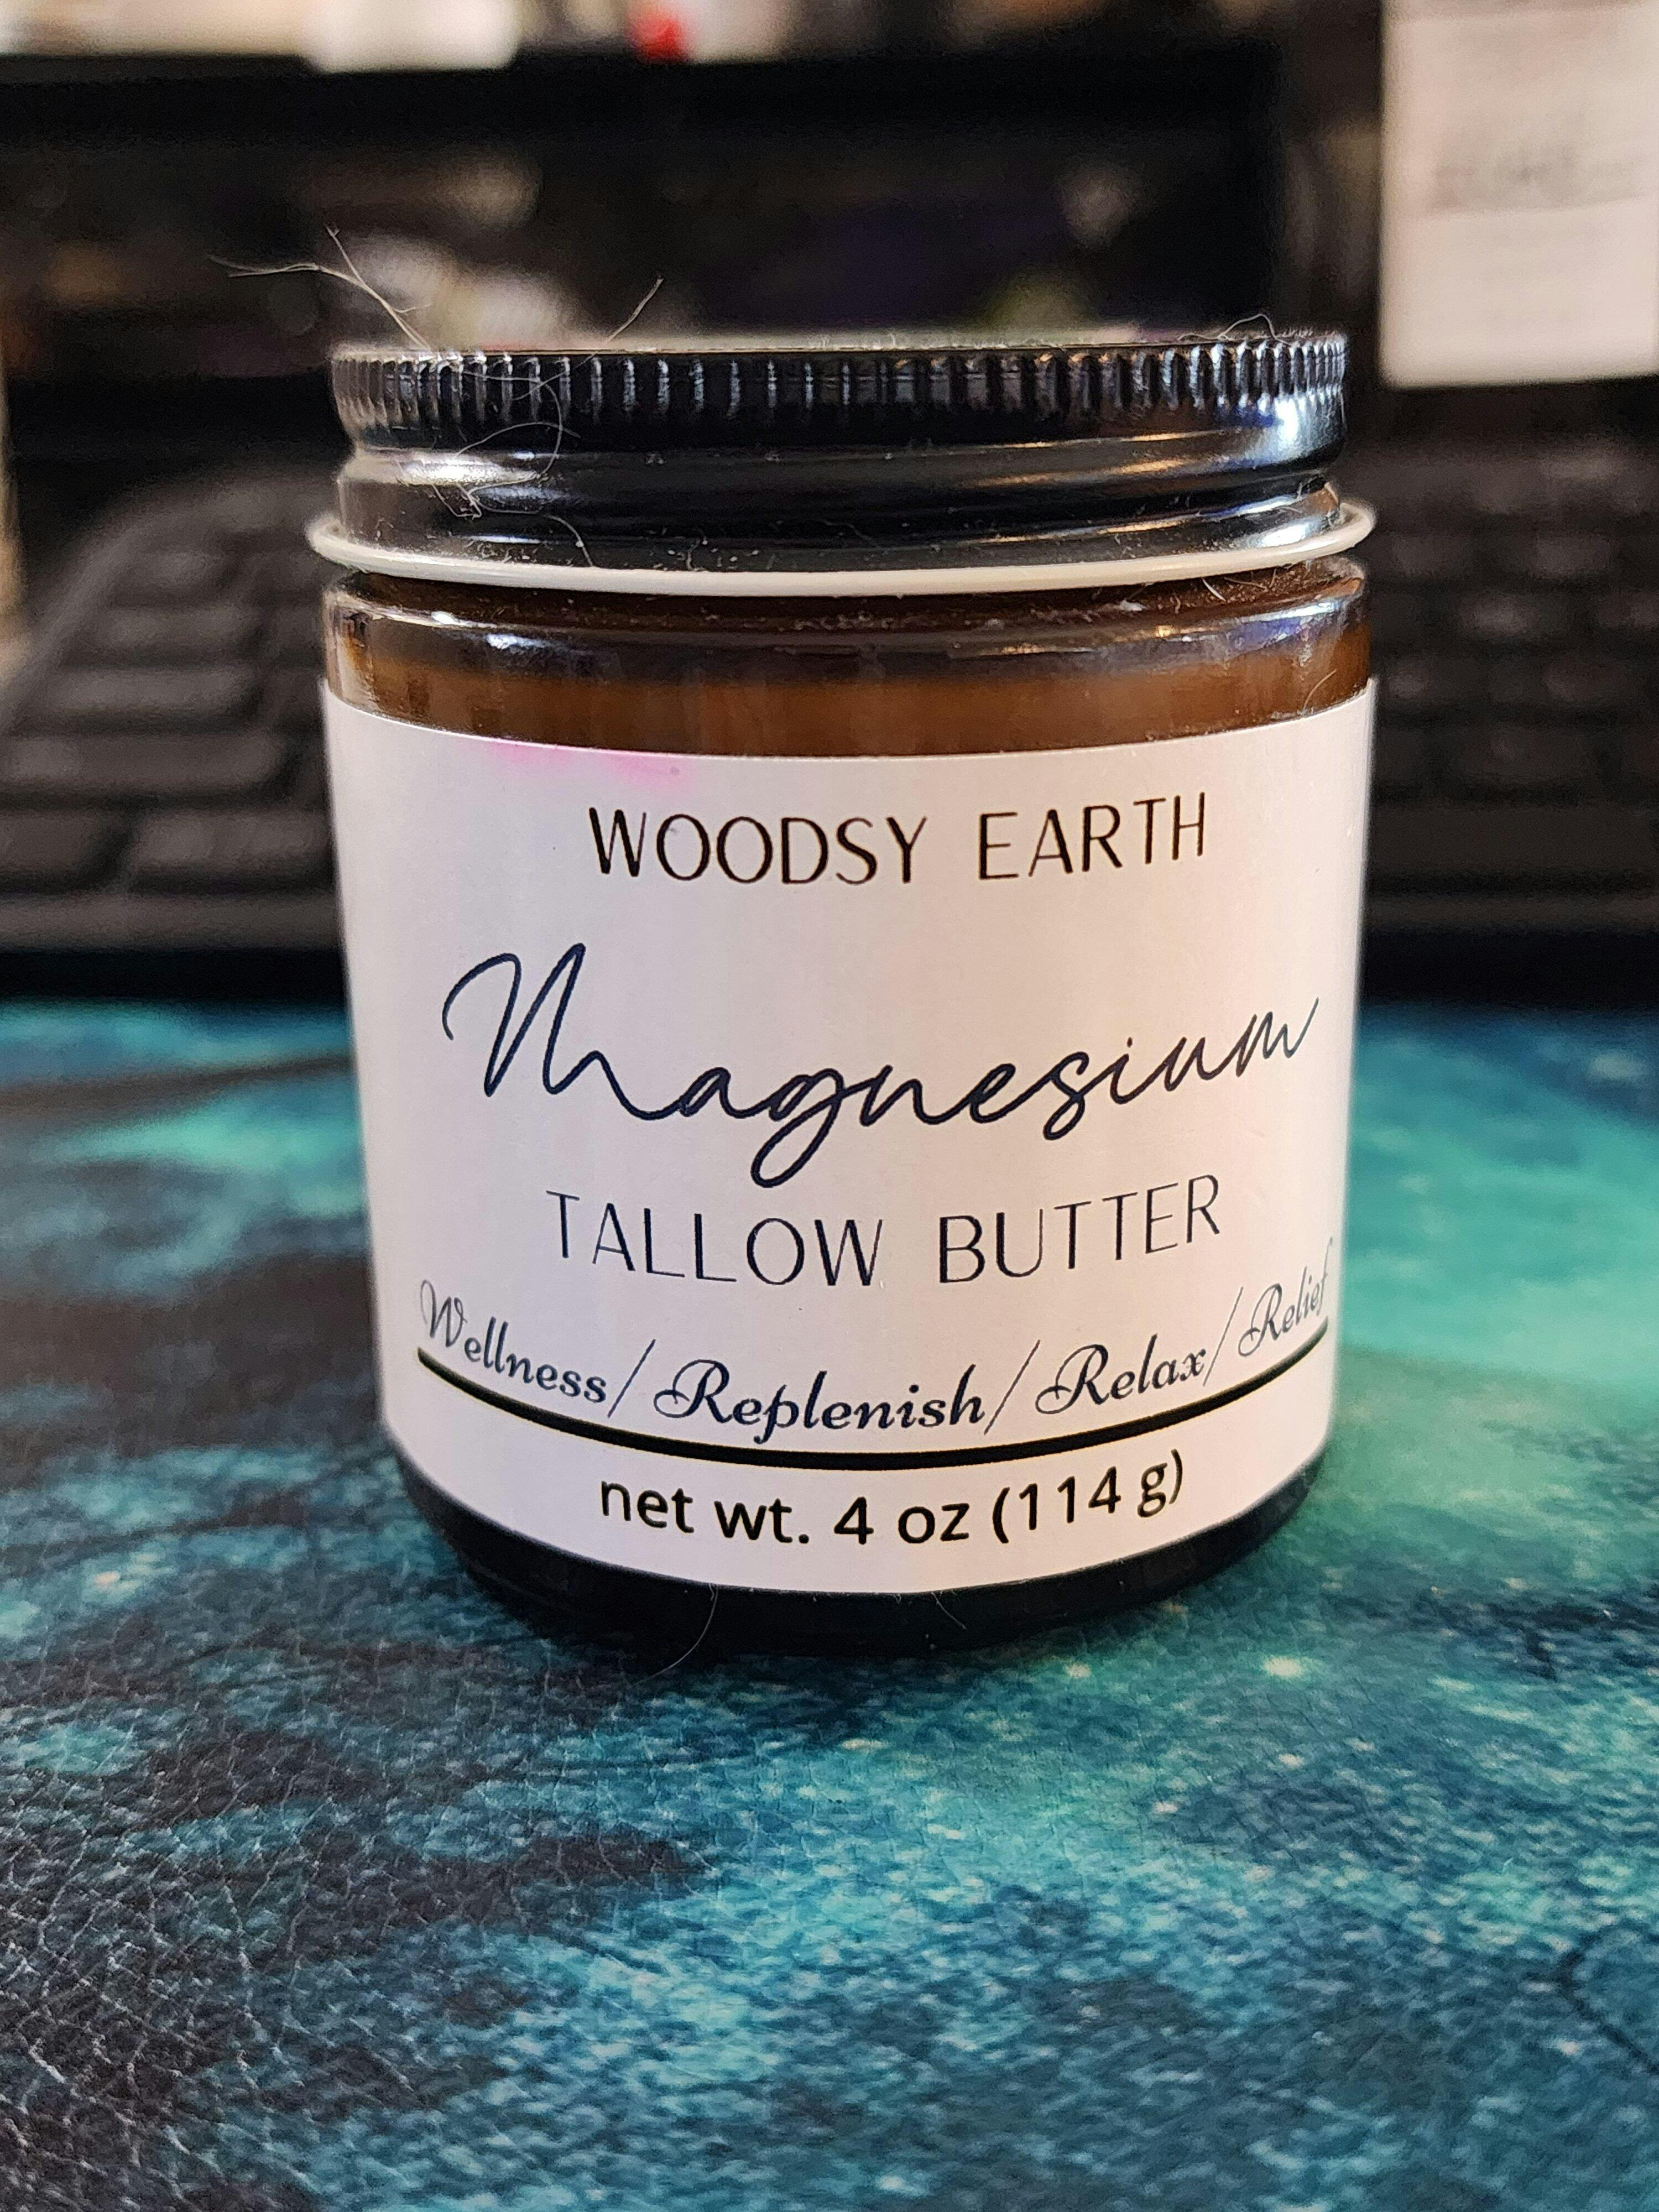 WOODSY EARTH
Magnesium
TALLOW BUTTER
Wellness/Replenish/Relax/Relief
net wt. 4 oz (114 g)